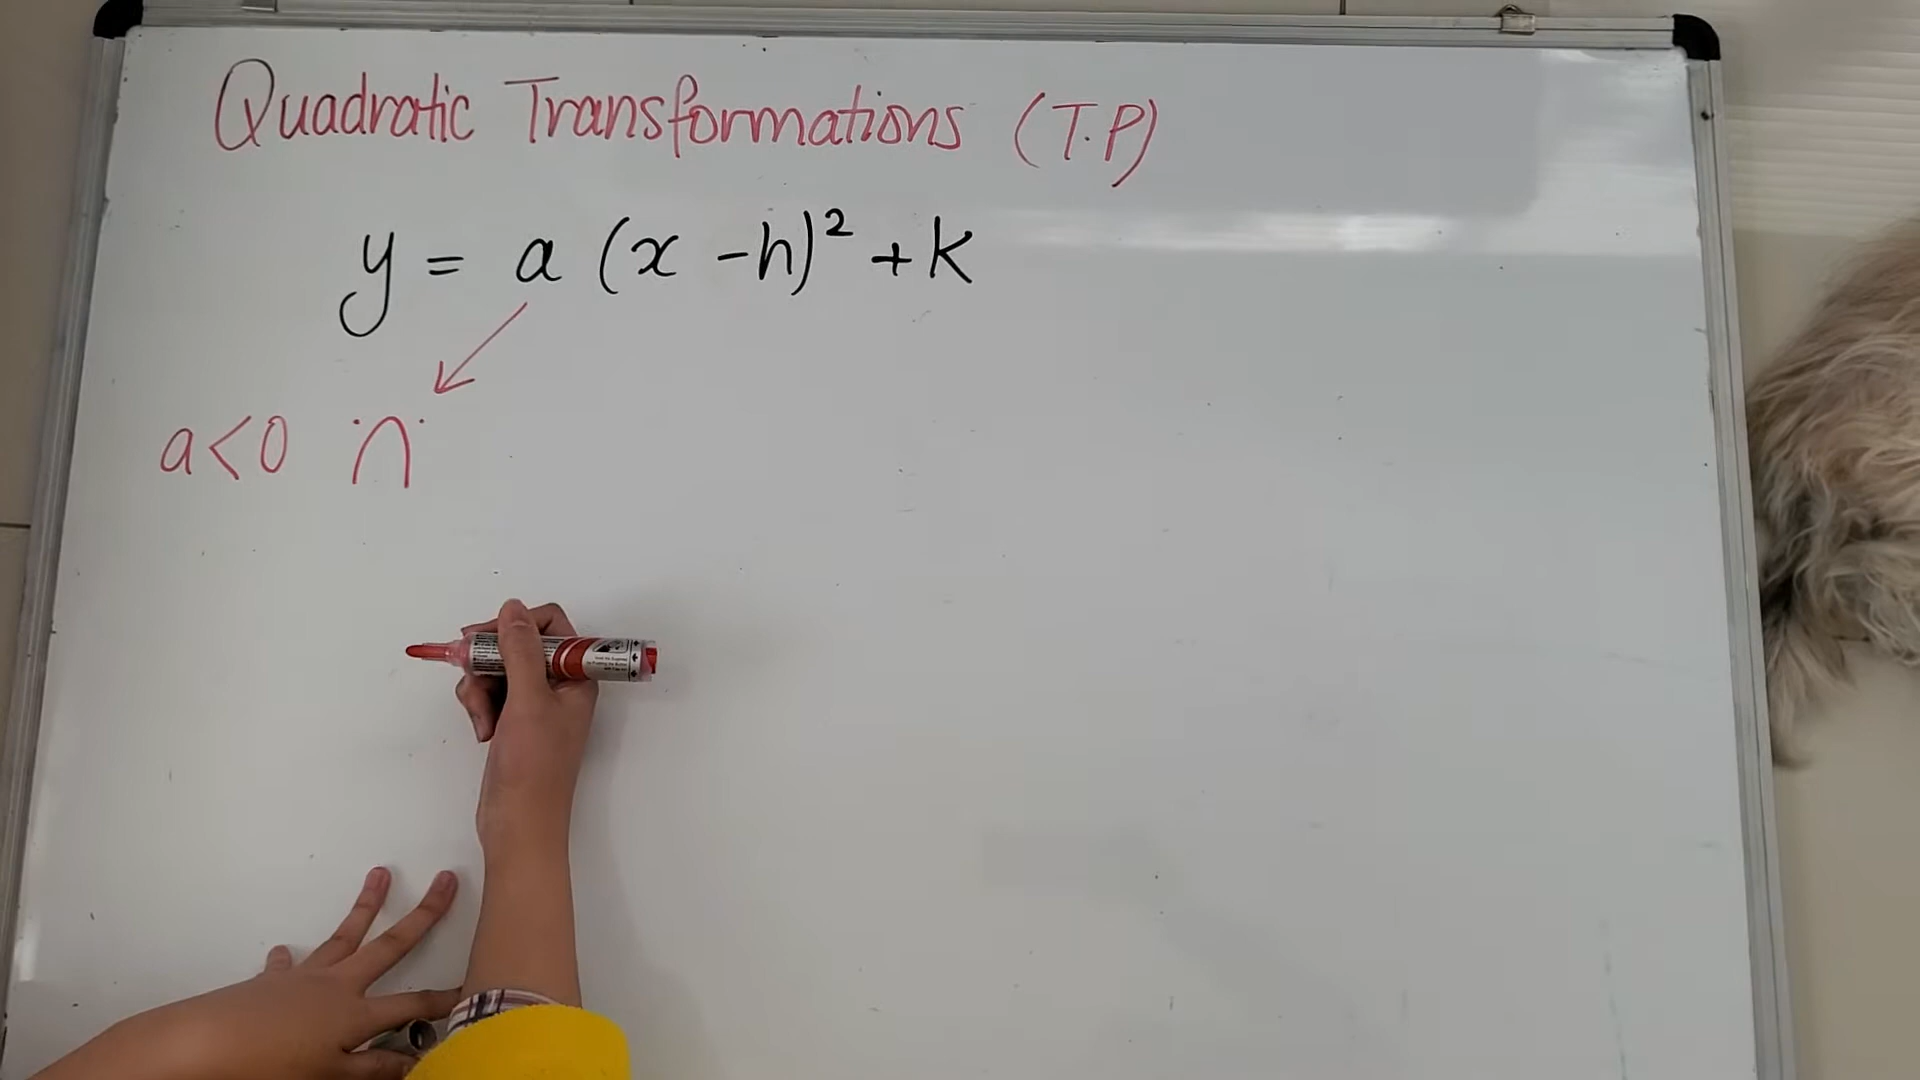 Quadratic Transformations (T.P)
y = a (x - h)² + k
a < 0 ∩